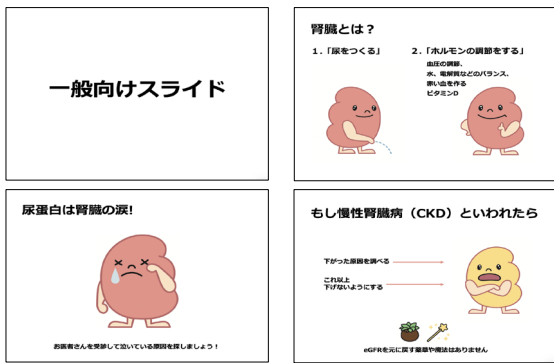 一般向けスライド
腎臓とは？
１．「尿をつくる」
２．「ホルモンの調節をする」
血圧の調節、
水、電解質などのバランス、
赤い血を作る
ビタミンD
尿蛋白は腎臓の涙!
お医者さんを受診して泣いている原因を探しましょう！
もし慢性腎臓病（CKD）といわれたら
下がった原因を調べる
これ以上
下げないようにする
eGFRを元に戻す薬草や魔法はありません